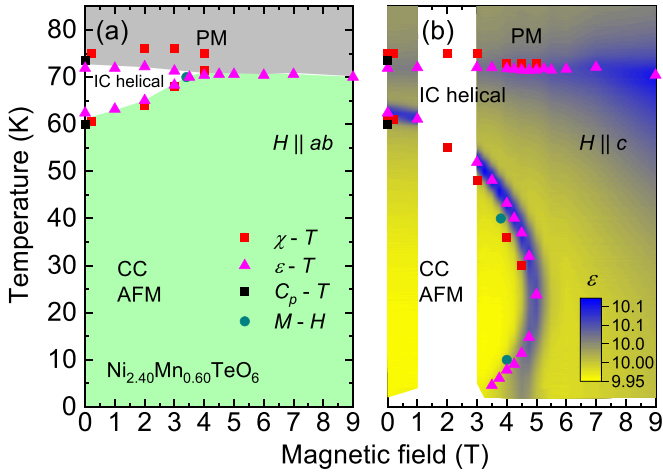 (a)
PM
IC helical
H || ab
CC
AFM
χ - T
ε - T
Cp - T
M - H
Ni2.40Mn0.60TeO6
80
70
60
50
40
30
20
10
0
Temperature (K)
0 1 2 3 4 5 6 7 8 9
(b)
PM
IC helical
H || c
CC
AFM
ε
10.1
10.1
10.00
9.95
0 1 2 3 4 5 6 7 8 9
Magnetic field (T)